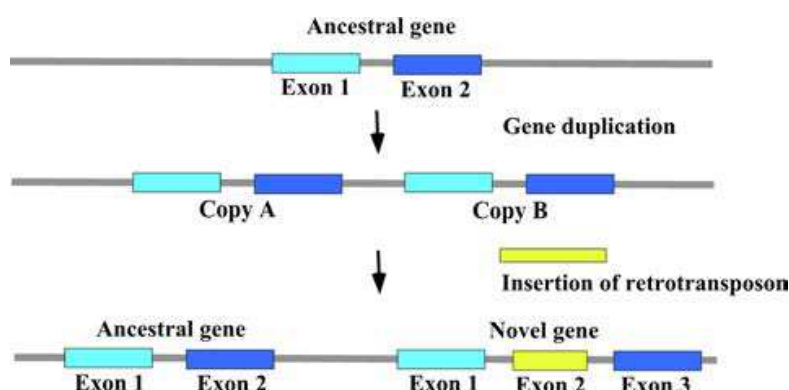 Ancestral gene
Exon 1 Exon 2
Gene duplication
Copy A Copy B
Insertion of retrotransposon
Ancestral gene Novel gene
Exon 1 Exon 2 Exon 1 Exon 2 Exon 3